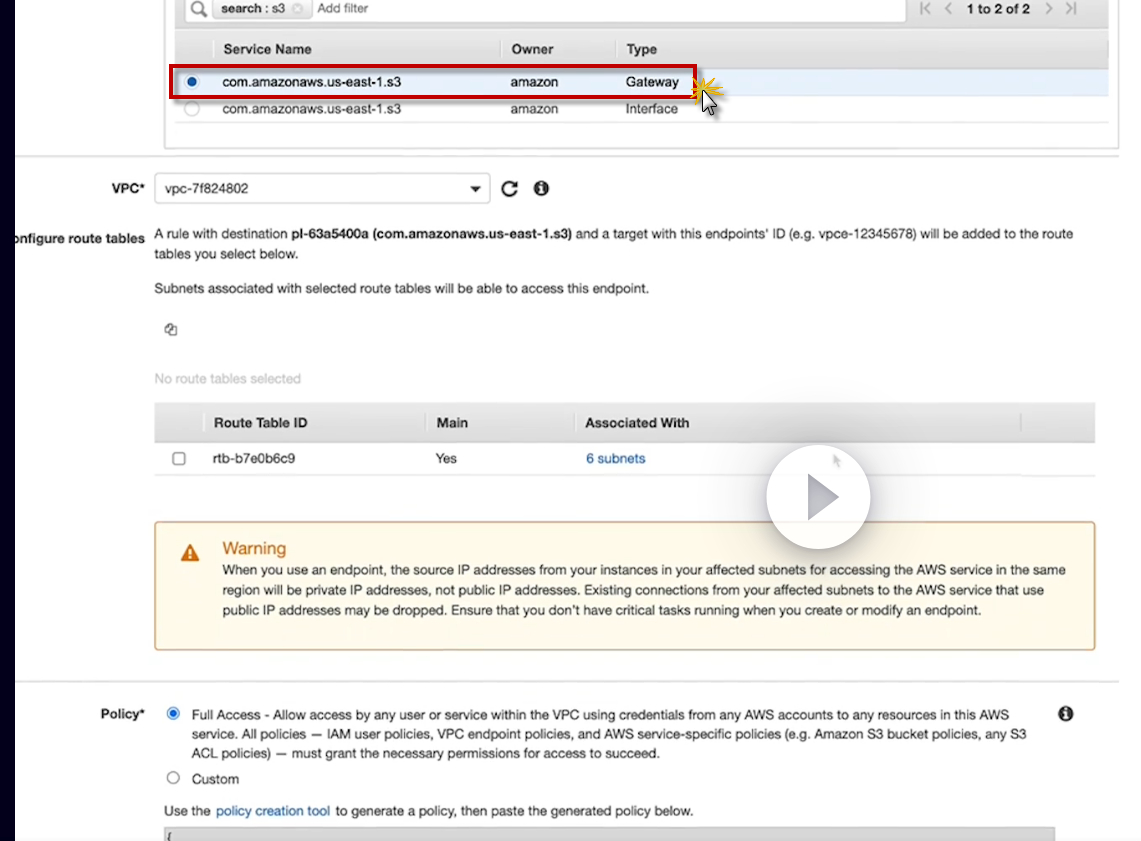 search : s3 Add filter 1 to 2 of 2
Service Name Owner Type
com.amazonaws.us-east-1.s3 amazon Gateway
com.amazonaws.us-east-1.s3 amazon Interface
VPC* vpc-7f824802
onfigure route tables A rule with destination pl-63a5400a (com.amazonaws.us-east-1.s3) and a target with this endpoints' ID (e.g. vpce-12345678) will be added to the route
tables you select below.
Subnets associated with selected route tables will be able to access this endpoint.
No route tables selected
Route Table ID Main Associated With
rtb-b7e0b6c9 Yes 6 subnets
Warning
When you use an endpoint, the source IP addresses from your instances in your affected subnets for accessing the AWS service in the same
region will be private IP addresses, not public IP addresses. Existing connections from your affected subnets to the AWS service that use
public IP addresses may be dropped. Ensure that you don't have critical tasks running when you create or modify an endpoint.
Policy* Full Access - Allow access by any user or service within the VPC using credentials from any AWS accounts to any resources in this AWS
service. All policies — IAM user policies, VPC endpoint policies, and AWS service-specific policies (e.g. Amazon S3 bucket policies, any S3
ACL policies) — must grant the necessary permissions for access to succeed.
Custom
Use the policy creation tool to generate a policy, then paste the generated policy below.
{